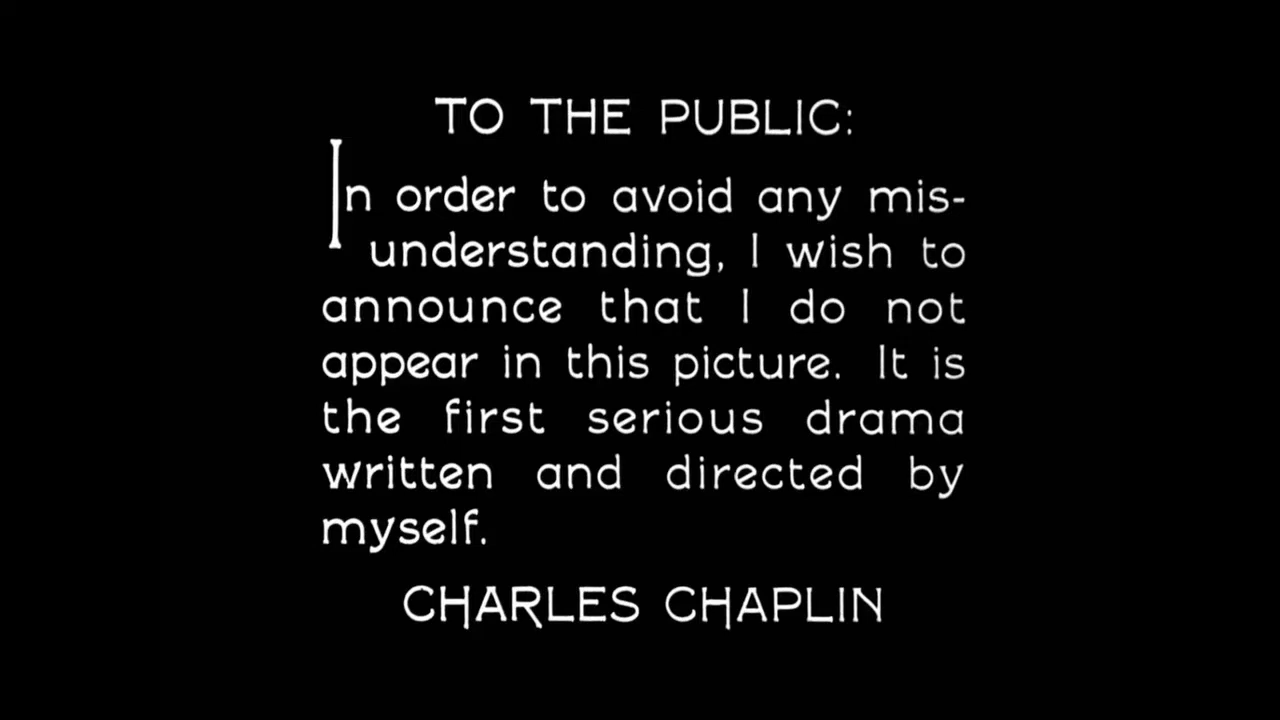 TO THE PUBLIC:
In order to avoid any mis-
understanding, I wish to
announce that I do not
appear in this picture. It is
the first serious drama
written and directed by
myself.
CHARLES CHAPLIN